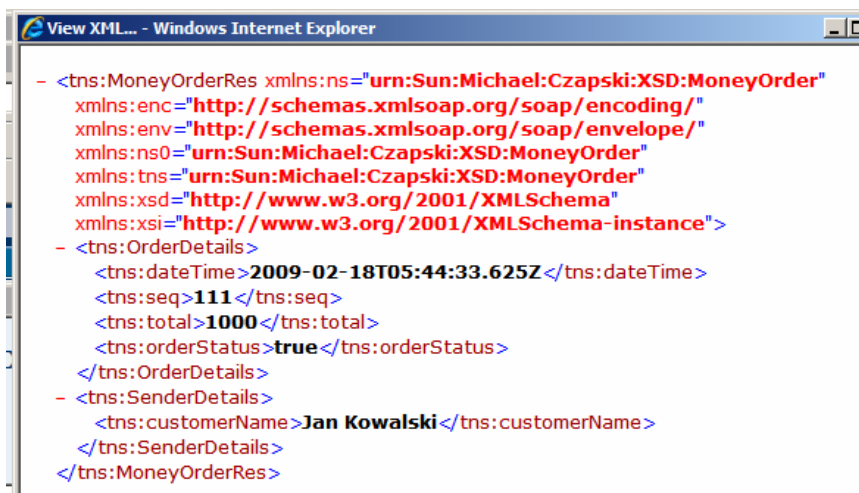 View XML... - Windows Internet Explorer
- <tns:MoneyOrderRes xmlns:ns="urn:Sun:Michael:Czapski:XSD:MoneyOrder"
xmlns:enc="http://schemas.xmlsoap.org/soap/encoding/"
xmlns:env="http://schemas.xmlsoap.org/soap/envelope/"
xmlns:ns0="urn:Sun:Michael:Czapski:XSD:MoneyOrder"
xmlns:tns="urn:Sun:Michael:Czapski:XSD:MoneyOrder"
xmlns:xsd="http://www.w3.org/2001/XMLSchema"
xmlns:xsi="http://www.w3.org/2001/XMLSchema-instance">
- <tns:OrderDetails>
<tns:dateTime>2009-02-18T05:44:33.625Z</tns:dateTime>
<tns:seq>111</tns:seq>
<tns:total>1000</tns:total>
<tns:orderStatus>true</tns:orderStatus>
</tns:OrderDetails>
- <tns:SenderDetails>
<tns:customerName>Jan Kowalski</tns:customerName>
</tns:SenderDetails>
</tns:MoneyOrderRes>